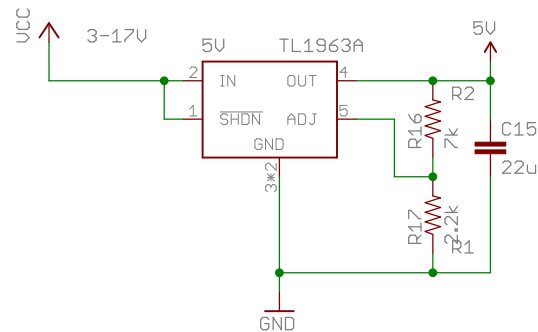 VCC
3-17V
5V
TL1963A
5V
2
IN
OUT
4
R2
1
SHDN
ADJ
5
R16
7k
C15
GND
3*2
22u
R17
2.2k
R1
GND